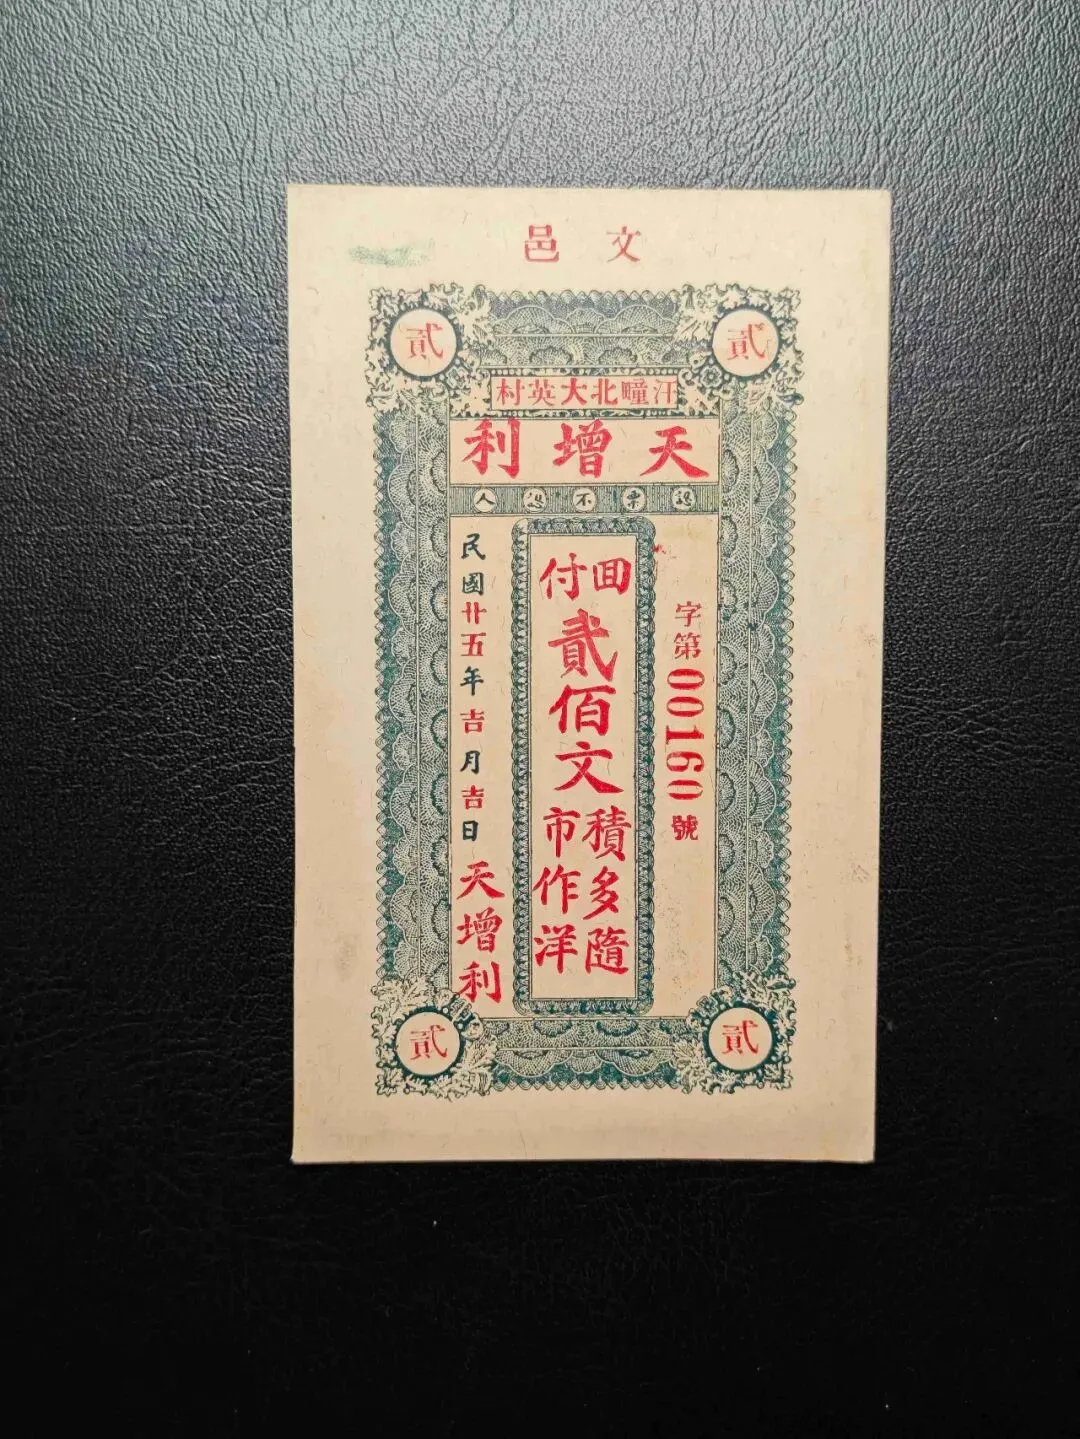 文邑
貳
貳
汪疃北大英村
天增利
認票不認人
字第00160號
囬付
貳佰文
積多隨
市作洋
民國廿五年吉月吉日
天增利
貳
貳